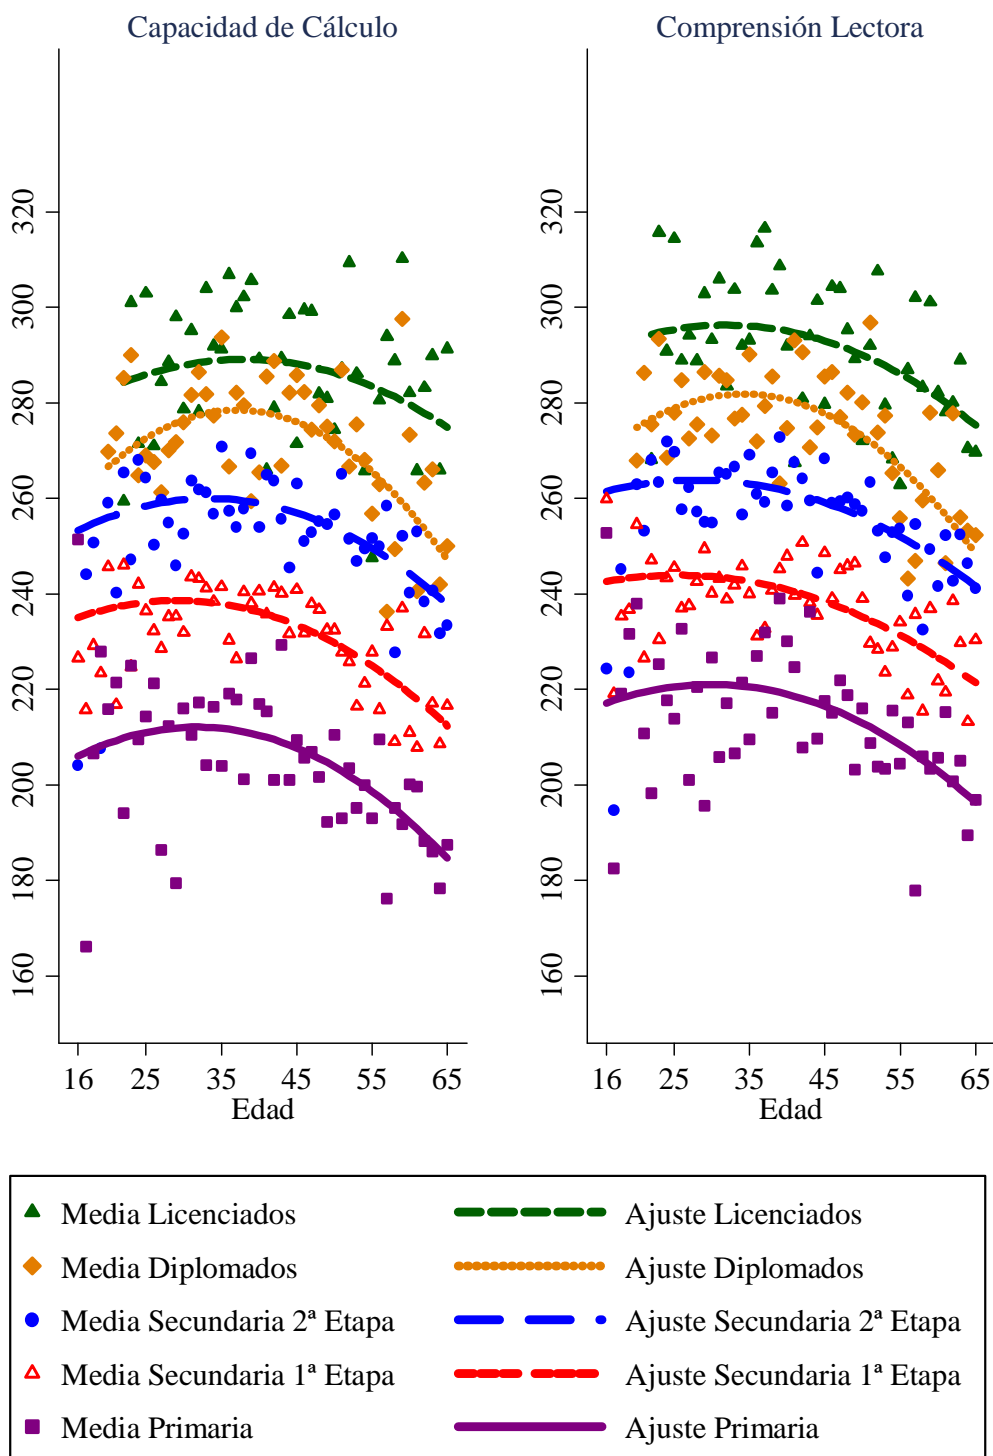 Capacidad de Cálculo
Comprensión Lectora
320
300
280
260
240
220
200
180
160
16 25 35 45 55 65
Edad
320
300
280
260
240
220
200
180
160
16 25 35 45 55 65
Edad
Media Licenciados
Ajuste Licenciados
Media Diplomados
Ajuste Diplomados
Media Secundaria 2ª Etapa
Ajuste Secundaria 2ª Etapa
Media Secundaria 1ª Etapa
Ajuste Secundaria 1ª Etapa
Media Primaria
Ajuste Primaria